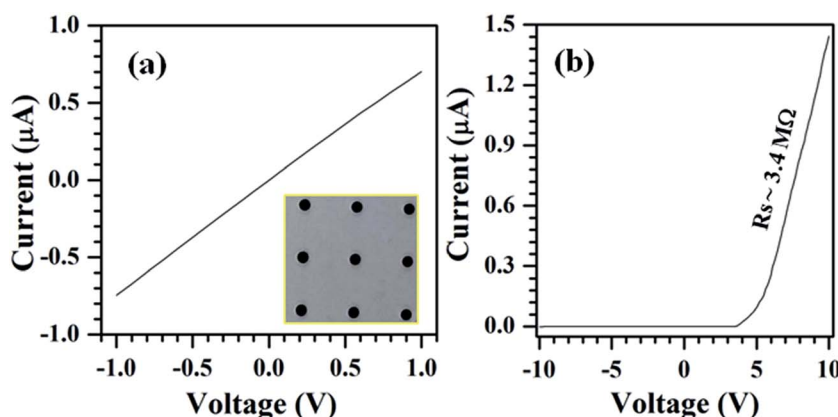 (a)
Current (μA)
1.0
0.5
0.0
-0.5
-1.0
-1.0 -0.5 0.0 0.5 1.0
Voltage (V)
(b)
Current (μA)
1.5
1.2
0.9
0.6
0.3
0.0
Rs~ 3.4 MΩ
-10 -5 0 5 10
Voltage (V)